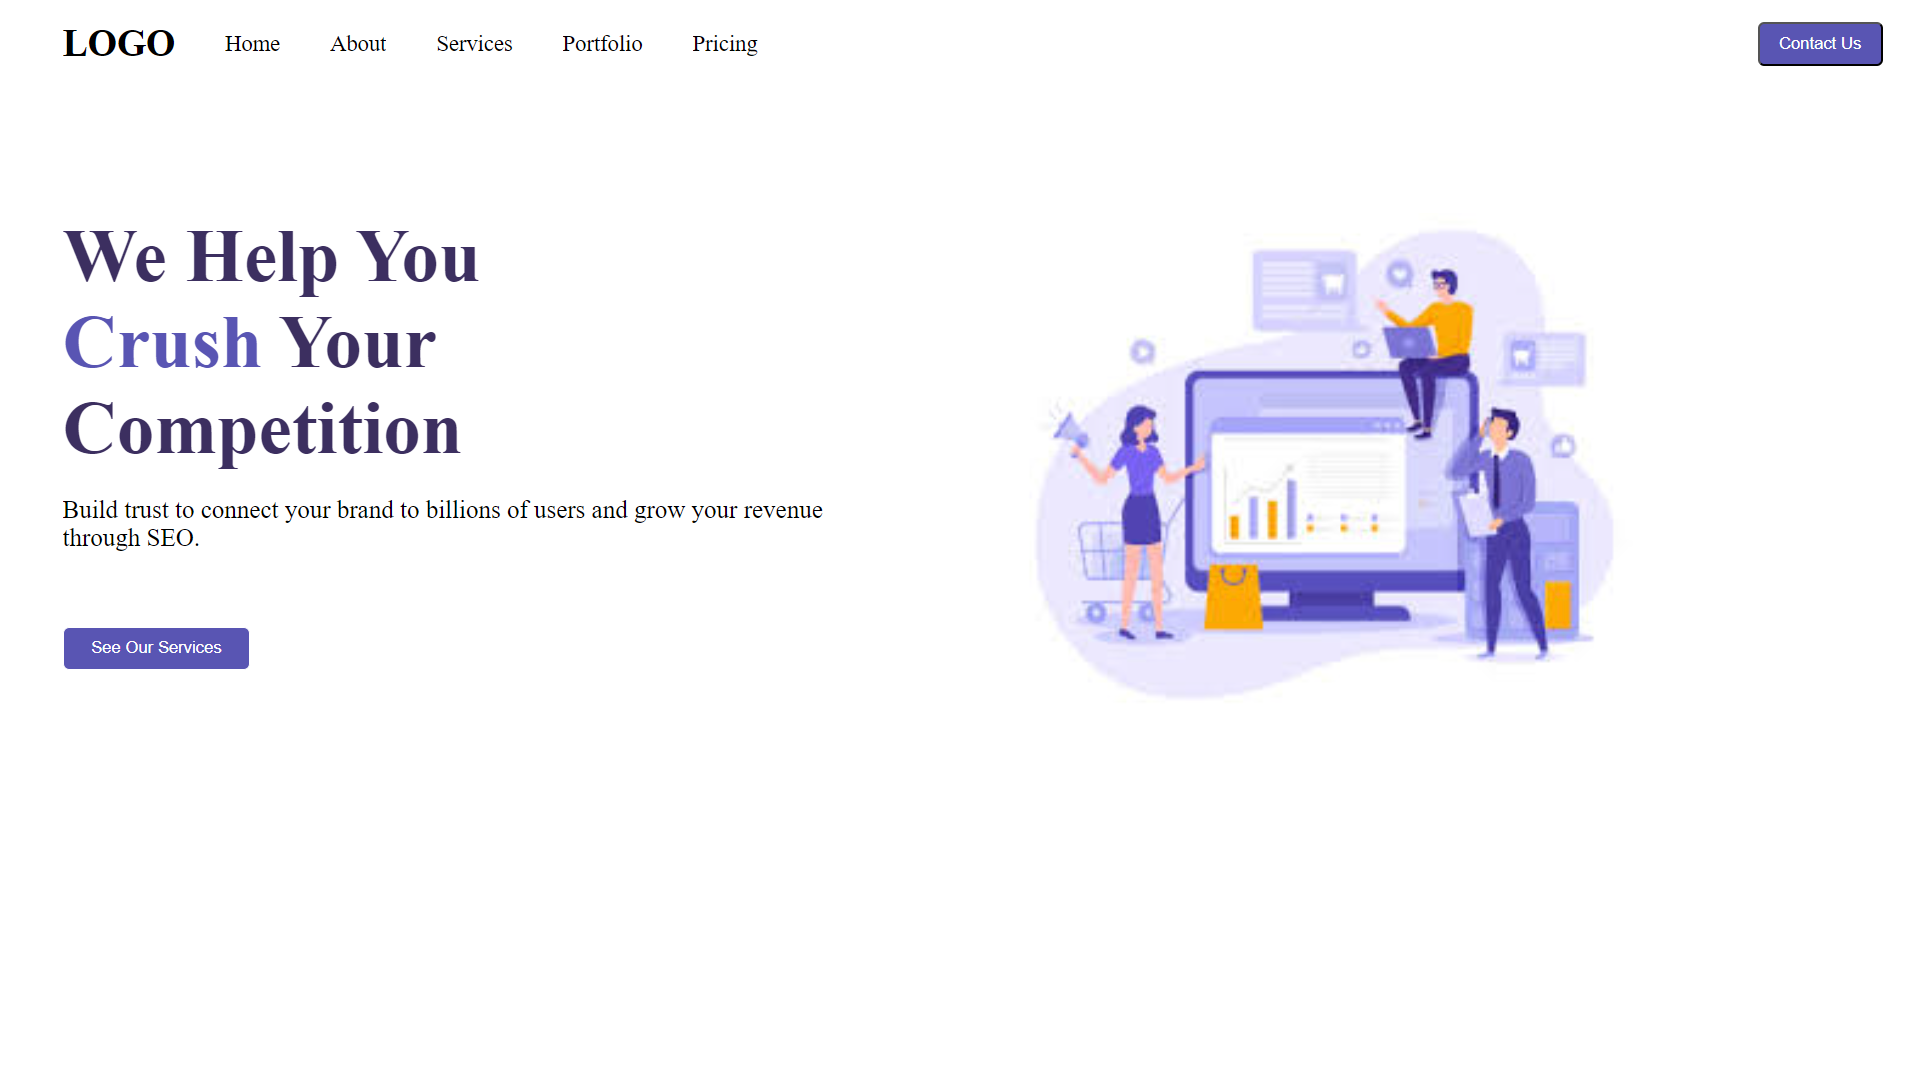 LOGO Home About Services Portfolio Pricing Contact Us
We Help You
Crush Your
Competition
Build trust to connect your brand to billions of users and grow your revenue
through SEO.
See Our Services